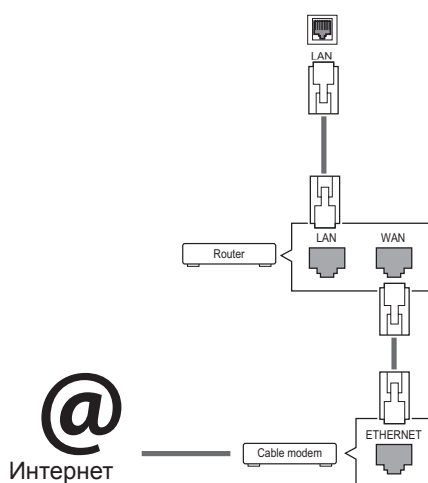 LAN
LAN WAN
Router
ETHERNET
@
Cable modem
Интернет